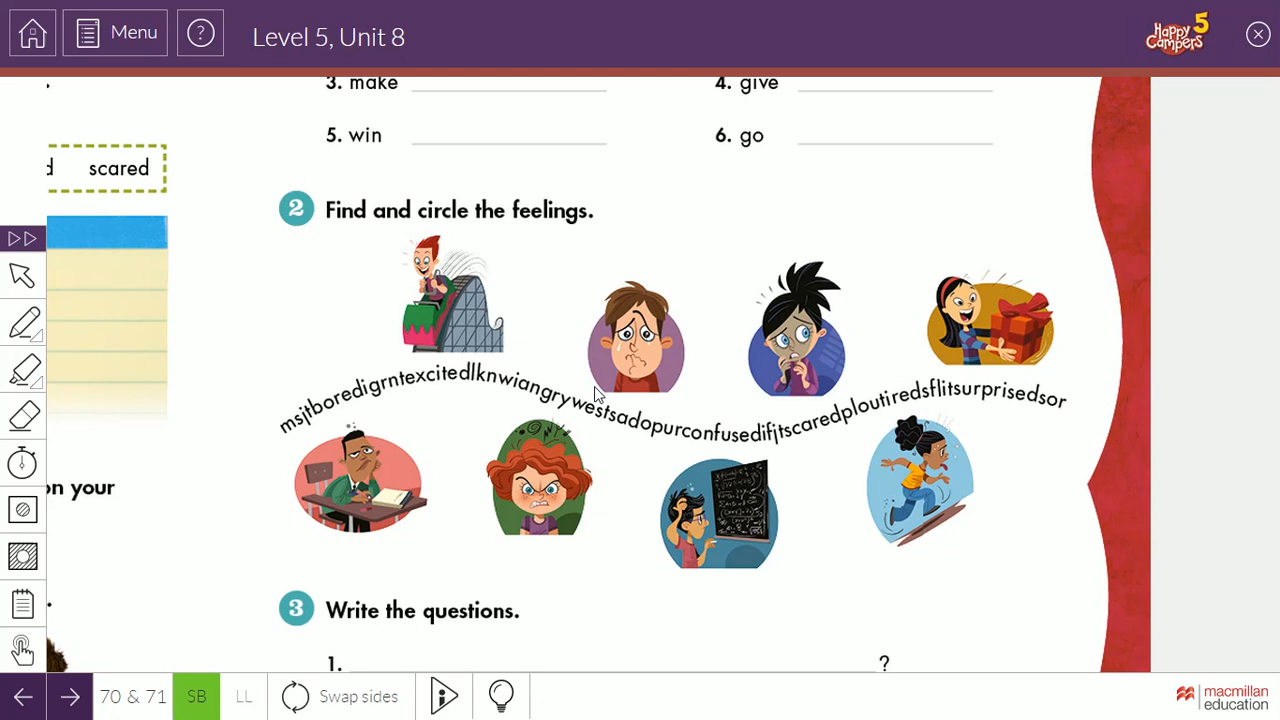 Menu
?
Level 5, Unit 8
Happy Campers 5
3. make
4. give
d scared
5. win
6. go
2 Find and circle the feelings.
msjtboredigrntexcitedlknwiangrywestsadopurconfusedifjtscaredploutiredsflitsurprisedsor
on your
3 Write the questions.
1. ?
70 & 71
SB
LL
Swap sides
macmillan education